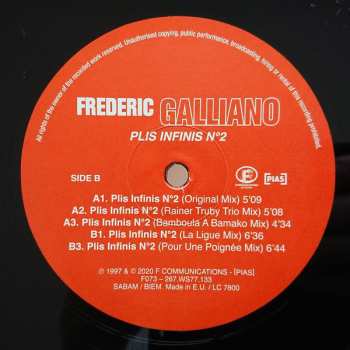 All rights of the owner of the recorded work reserved. Unauthorised copying, public performance, broadcasting, hiring or rental of this recording prohibited.
FREDERIC GALLIANO
PLIS INFINIS N°2
SIDE B
F
[PIAS]
A1. Plis Infinis N°2 (Original Mix) 5'09
A2. Plis Infinis N°2 (Rainer Truby Trio Mix) 5'08
A3. Plis Infinis N°2 (Bamboula A Bamako Mix) 4'34
B1. Plis Infinis N°2 (La Ligue Mix) 6'36
B3. Plis Infinis N°2 (Pour Une Poignée Mix) 6'44
℗ 1997 & © 2020 F COMMUNICATIONS - [PIAS]
F073 – 267.WS77.133
SABAM / BIEM. Made in E.U. / LC 7800